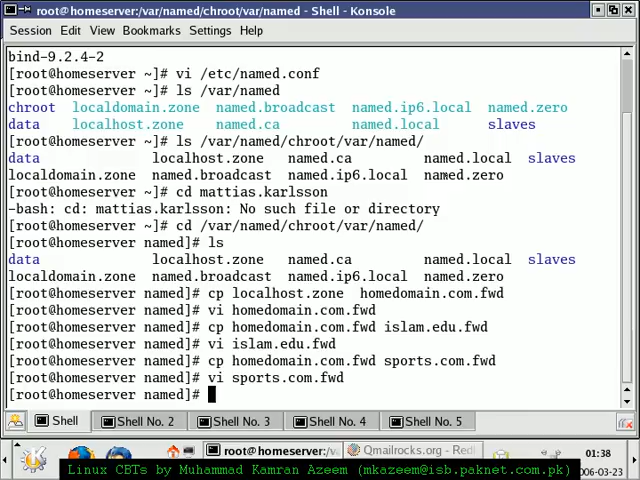 root@homeserver:/var/named/chroot/var/named - Shell - Konsole
Session Edit View Bookmarks Settings Help
bind-9.2.4-2
[root@homeserver ~]# vi /etc/named.conf
[root@homeserver ~]# ls /var/named
chroot localdomain.zone named.broadcast named.ip6.local named.zero
data localhost.zone named.ca named.local slaves
[root@homeserver ~]# ls /var/named/chroot/var/named/
data localhost.zone named.ca named.local slaves
localdomain.zone named.broadcast named.ip6.local named.zero
[root@homeserver ~]# cd mattias.karlsson
-bash: cd: mattias.karlsson: No such file or directory
[root@homeserver ~]# cd /var/named/chroot/var/named/
[root@homeserver named]# ls
data localhost.zone named.ca named.local slaves
localdomain.zone named.broadcast named.ip6.local named.zero
[root@homeserver named]# cp localhost.zone homedomain.com.fwd
[root@homeserver named]# vi homedomain.com.fwd
[root@homeserver named]# cp homedomain.com.fwd islam.edu.fwd
[root@homeserver named]# vi islam.edu.fwd
[root@homeserver named]# cp homedomain.com.fwd sports.com.fwd
[root@homeserver named]# vi sports.com.fwd
[root@homeserver named]#
Shell Shell No. 2 Shell No. 3 Shell No. 4 Shell No. 5
root@homeserver:/v Qmailrocks.org - Red 01:38
Linux CBTs by Muhammad Kamran Azeem (mkazeem@isb.paknet.com.pk) 006-03-23